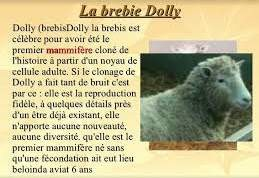 La brebie Dolly
Dolly (brebisDolly la brebis est
célèbre pour avoir été le
premier mammifère cloné de
l'histoire à partir d'un noyau de
cellule adulte. Si le clonage de
Dolly a fait tant de bruit c'est
par ce : elle est la reproduction
fidèle, à quelques détails près
d'un être déjà existant, elle
n'apporte aucune nouveauté,
aucune diversité. qu'elle est le
premier mammifère né sans
qu'une fécondation ait eut lieu
beloinda aviat 6 ans